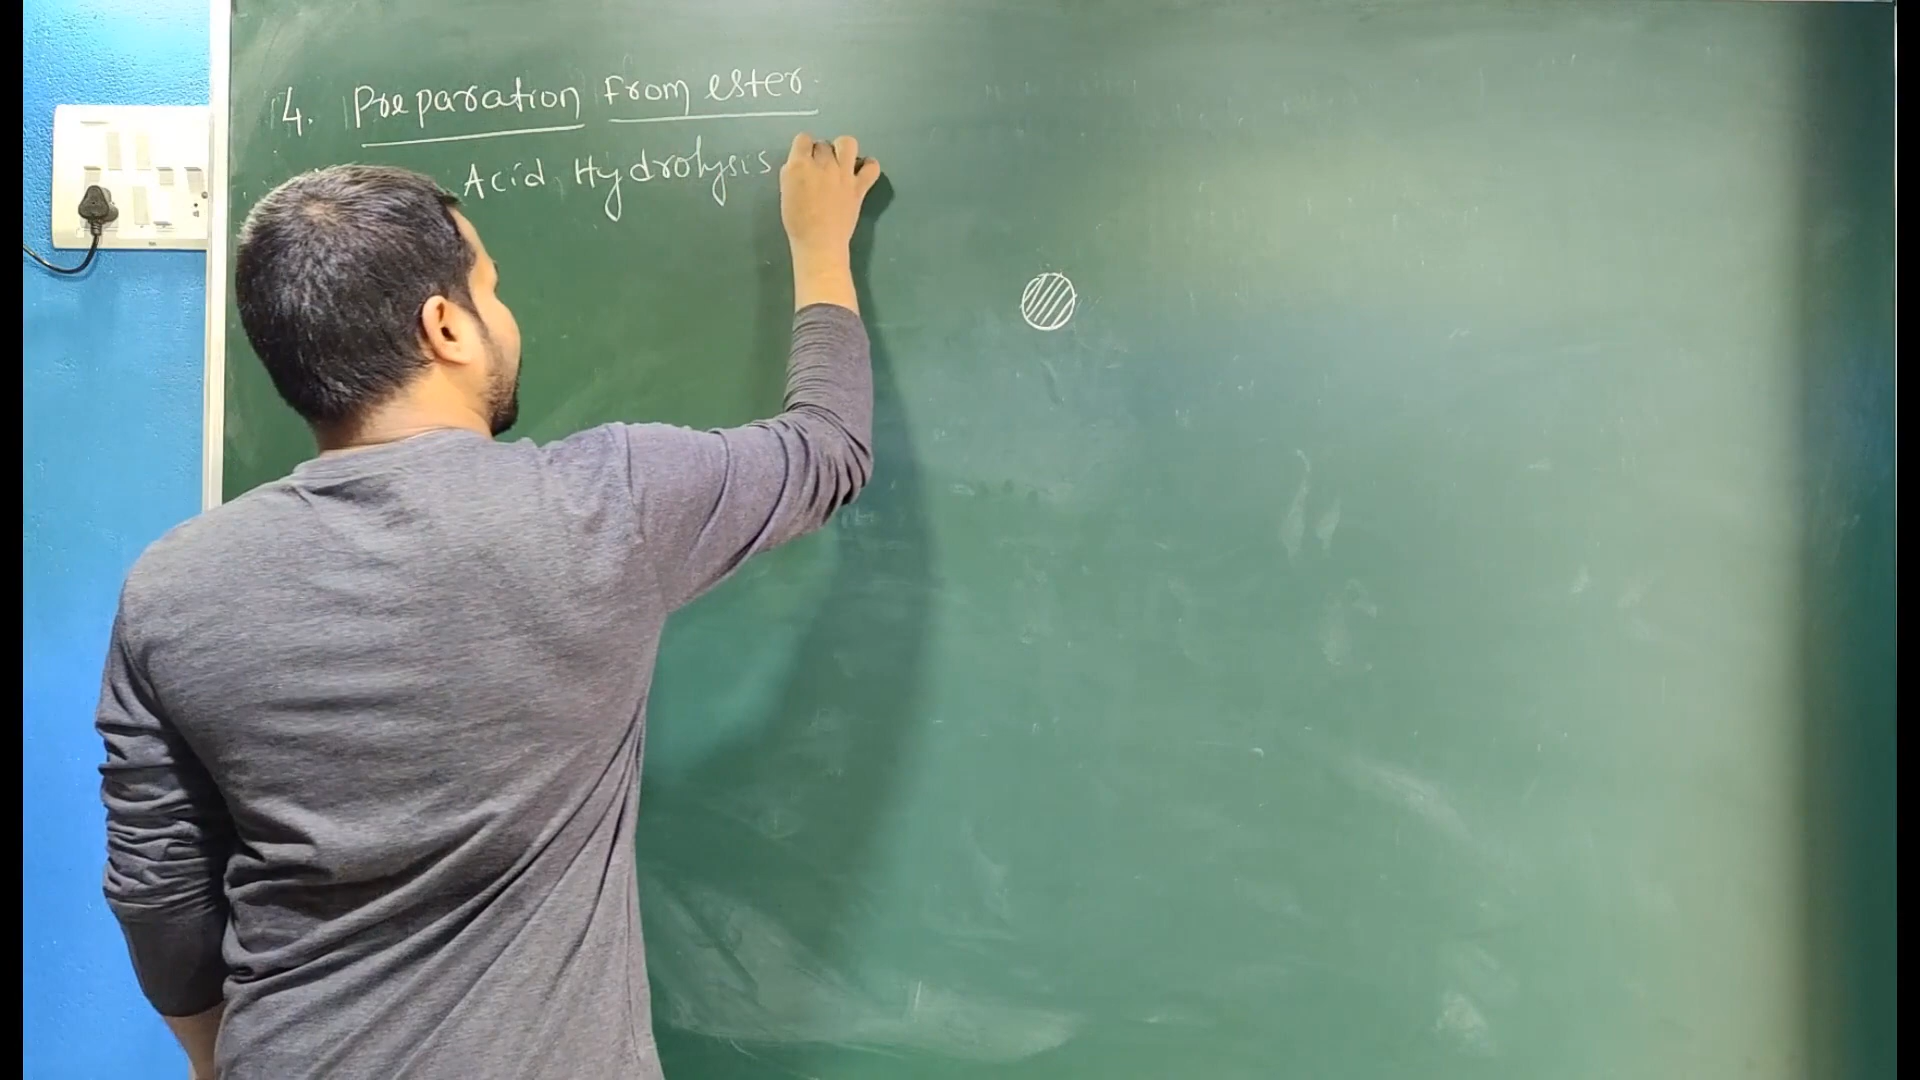 4. Preparation From ester.
Acid Hydrolysis